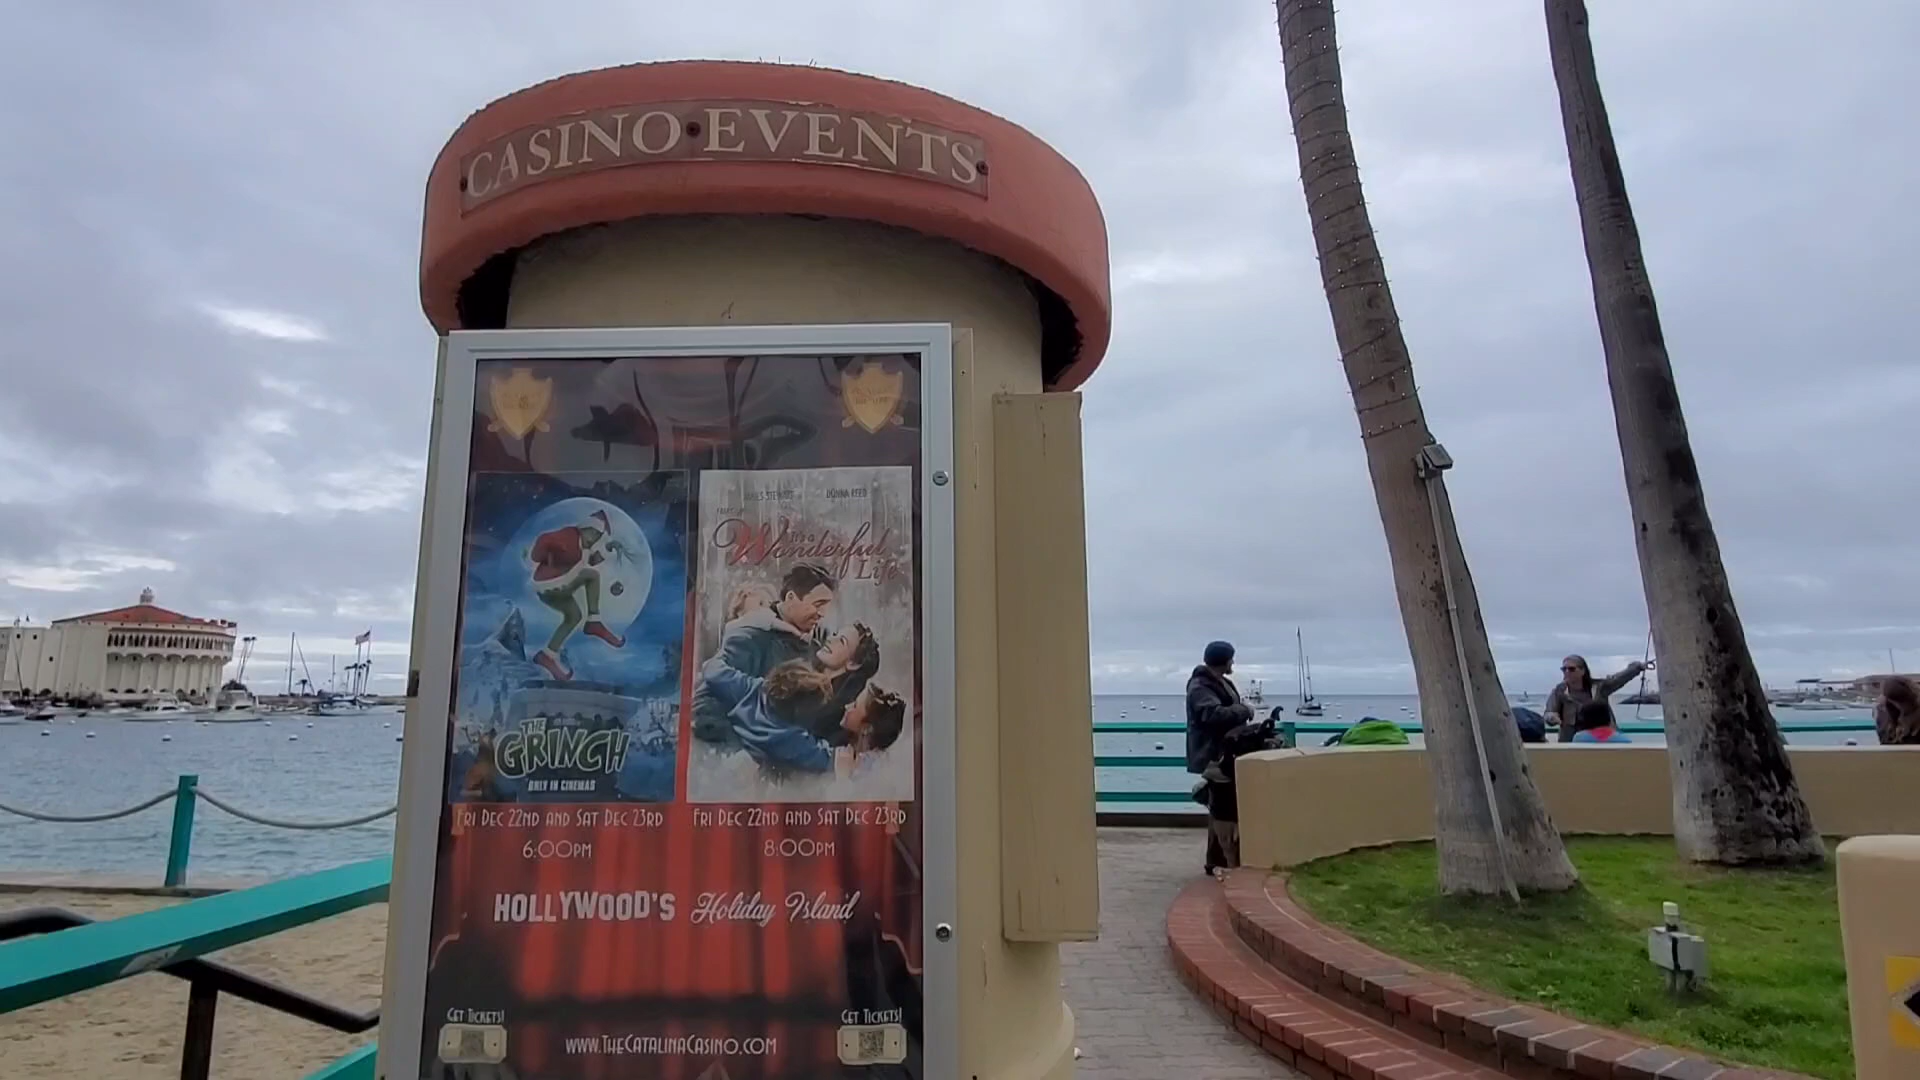 CASINO • EVENTS
JAMES STEWART DONNA REED
It's a
Wonderful
Life
THE
GRINCH
ONLY IN CINEMAS
Fri Dec 22nd and Sat Dec 23rd
6:00pm
Fri Dec 22nd and Sat Dec 23rd
8:00pm
HOLLYWOOD'S Holiday Island
Get Tickets!
Get Tickets!
www.TheCatalinaCasino.com